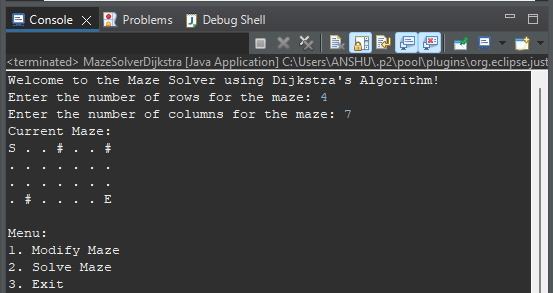 Console Problems Debug Shell
<terminated> MazeSolverDijkstra [Java Application] C:\Users\ANSHU\.p2\pool\plugins\org.eclipse.just
Welcome to the Maze Solver using Dijkstra's Algorithm!
Enter the number of rows for the maze: 4
Enter the number of columns for the maze: 7
Current Maze:
S . . # . . #
. . . . . . .
. . . . . . .
. # . . . . E
Menu:
1. Modify Maze
2. Solve Maze
3. Exit